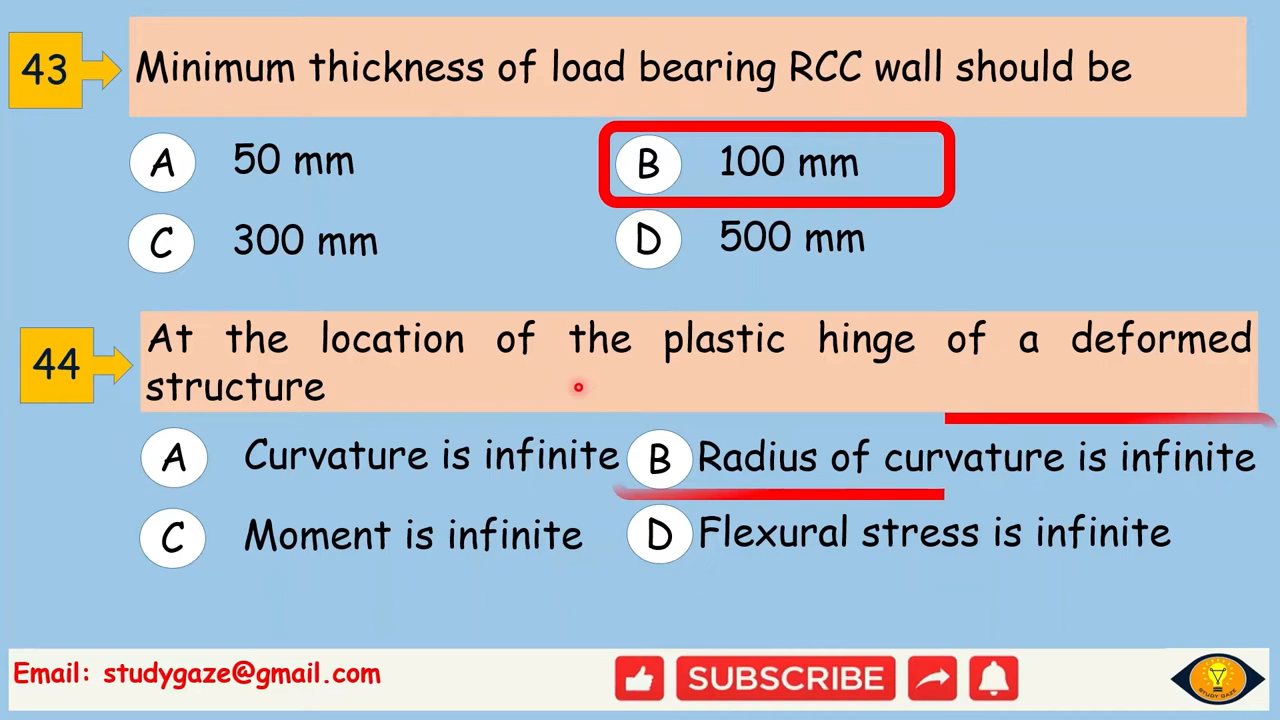 43
Minimum thickness of load bearing RCC wall should be
A 50 mm
B 100 mm
C 300 mm
D 500 mm
44
At the location of the plastic hinge of a deformed
structure
A Curvature is infinite
B Radius of curvature is infinite
C Moment is infinite
D Flexural stress is infinite
Email: studygaze@gmail.com
SUBSCRIBE
STUDY GAZE